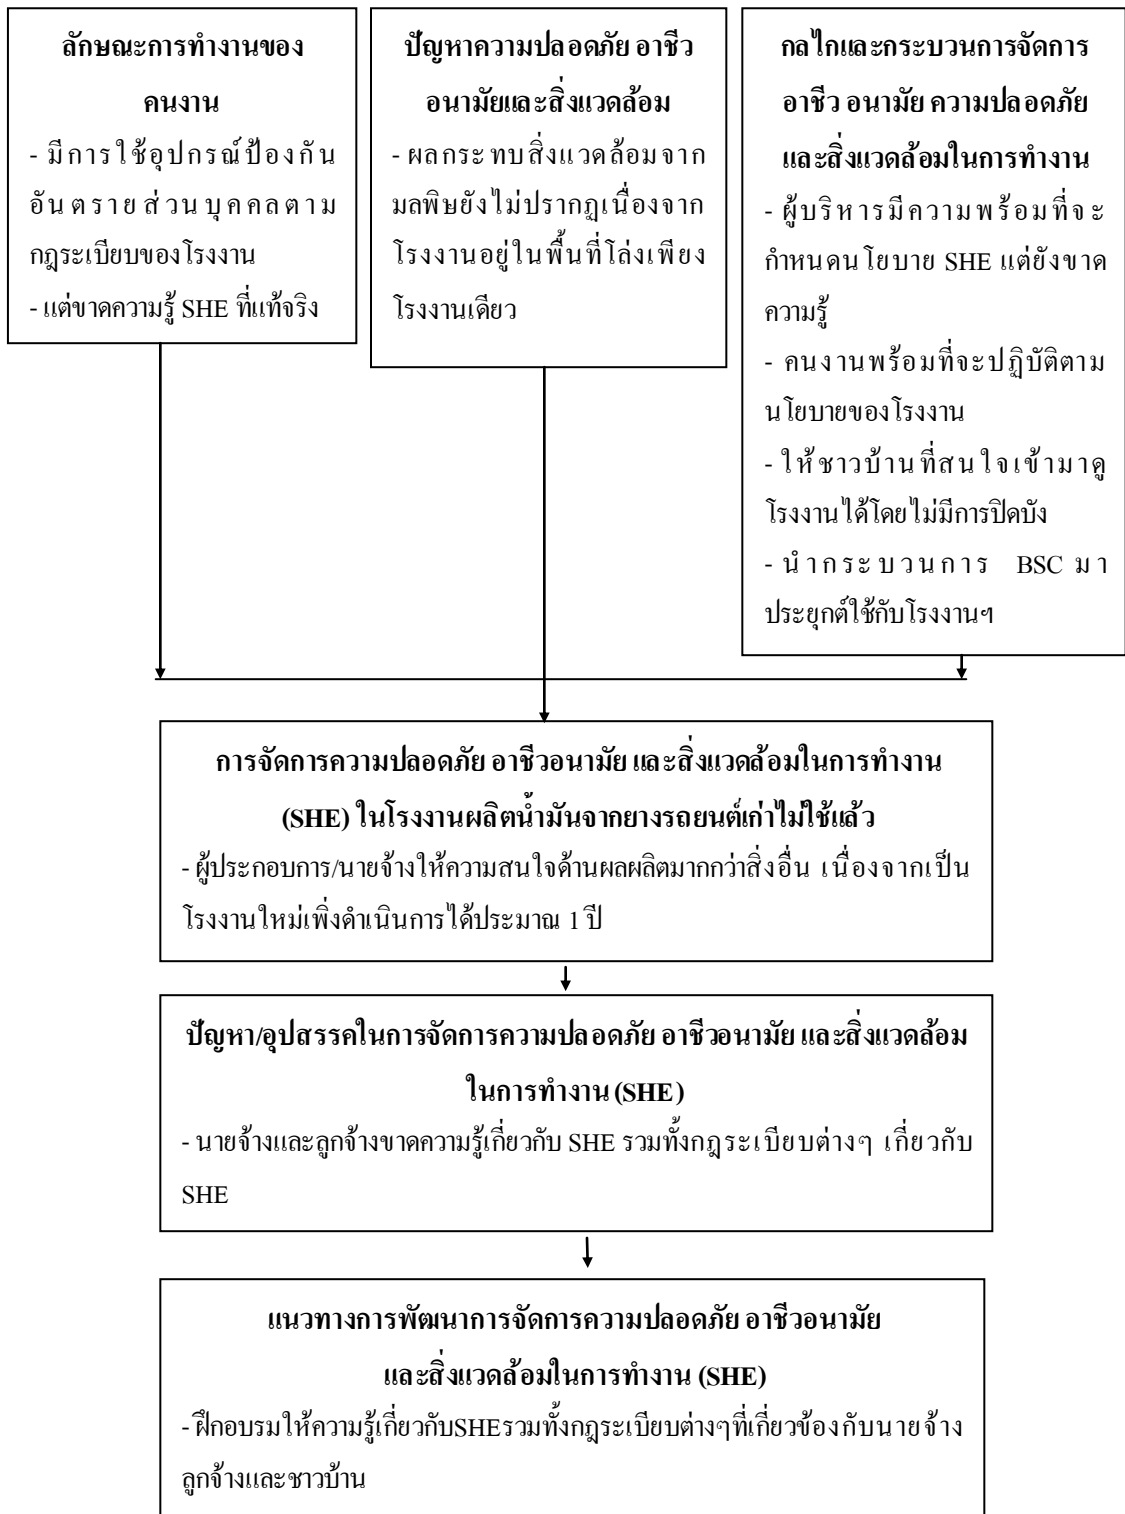 ลักษณะการทำงานของ
คนงาน
- มีการใช้อุปกรณ์ป้องกัน
อันตรายส่วนบุคคลตาม
กฎระเบียบของโรงงาน
- แต่ขาดความรู้ SHE ที่แท้จริง
ปัญหาความปลอดภัย อาชีว
อนามัยและสิ่งแวดล้อม
- ผลกระทบสิ่งแวดล้อมจาก
มลพิษยังไม่ปรากฏเนื่องจาก
โรงงานอยู่ในพื้นที่โล่งเพียง
โรงงานเดียว
กลไกและกระบวนการจัดการ
อาชีว อนามัย ความปลอดภัย
และสิ่งแวดล้อมในการทำงาน
- ผู้บริหารมีความพร้อมที่จะ
กำหนดนโยบาย SHE แต่ยังขาด
ความรู้
- คนงานพร้อมที่จะปฏิบัติตาม
นโยบายของโรงงาน
- ให้ชาวบ้านที่สนใจเข้ามาดู
โรงงานได้โดยไม่มีการปิดบัง
- นำกระบวนการ BSC มา
ประยุกต์ใช้กับโรงงานฯ
การจัดการความปลอดภัย อาชีวอนามัย และสิ่งแวดล้อมในการทำงาน
(SHE) ในโรงงานผลิตน้ำมันจากยางรถยนต์เก่าไม่ใช้แล้ว
- ผู้ประกอบการ/นายจ้างให้ความสนใจด้านผลผลิตมากกว่าสิ่งอื่น เนื่องจากเป็น
โรงงานใหม่เพิ่งดำเนินการได้ประมาณ 1 ปี
ปัญหา/อุปสรรคในการจัดการความปลอดภัย อาชีวอนามัย และสิ่งแวดล้อม
ในการทำงาน (SHE)
- นายจ้างและลูกจ้างขาดความรู้เกี่ยวกับ SHE รวมทั้งกฎระเบียบต่างๆ เกี่ยวกับ
SHE
แนวทางการพัฒนาการจัดการความปลอดภัย อาชีวอนามัย
และสิ่งแวดล้อมในการทำงาน (SHE)
- ฝึกอบรมให้ความรู้เกี่ยวกับSHEรวมทั้งกฎระเบียบต่างๆที่เกี่ยวข้องกับนายจ้าง
ลูกจ้างและชาวบ้าน